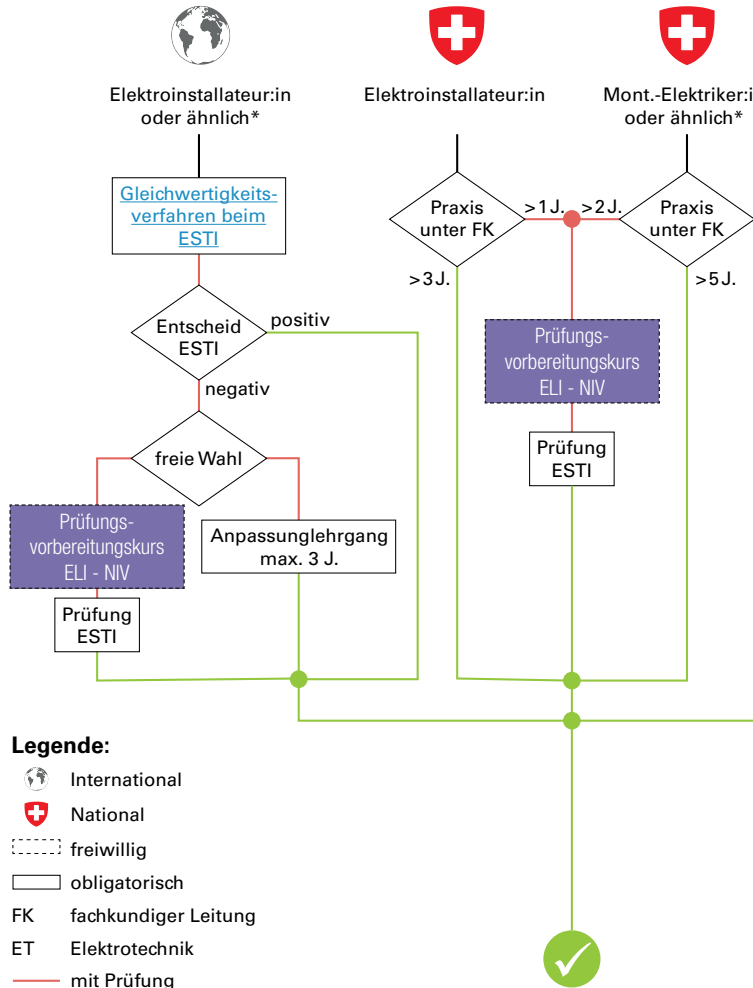 Elektroinstallateur:in
oder ähnlich*
Elektroinstallateur:in
Mont.-Elektriker:i
oder ähnlich*
Gleichwertigkeits-
verfahren beim
ESTI
Praxis
unter FK
>1 J.
>2 J.
Praxis
unter FK
>3 J.
>5 J.
Entscheid
ESTI
positiv
negativ
Prüfungs-
vorbereitungskurs
ELI - NIV
freie Wahl
Prüfung
ESTI
Prüfungs-
vorbereitungskurs
ELI - NIV
Anpassunglehrgang
max. 3 J.
Prüfung
ESTI
Legende:
International
National
freiwillig
obligatorisch
FK fachkundiger Leitung
ET Elektrotechnik
mit Prüfung